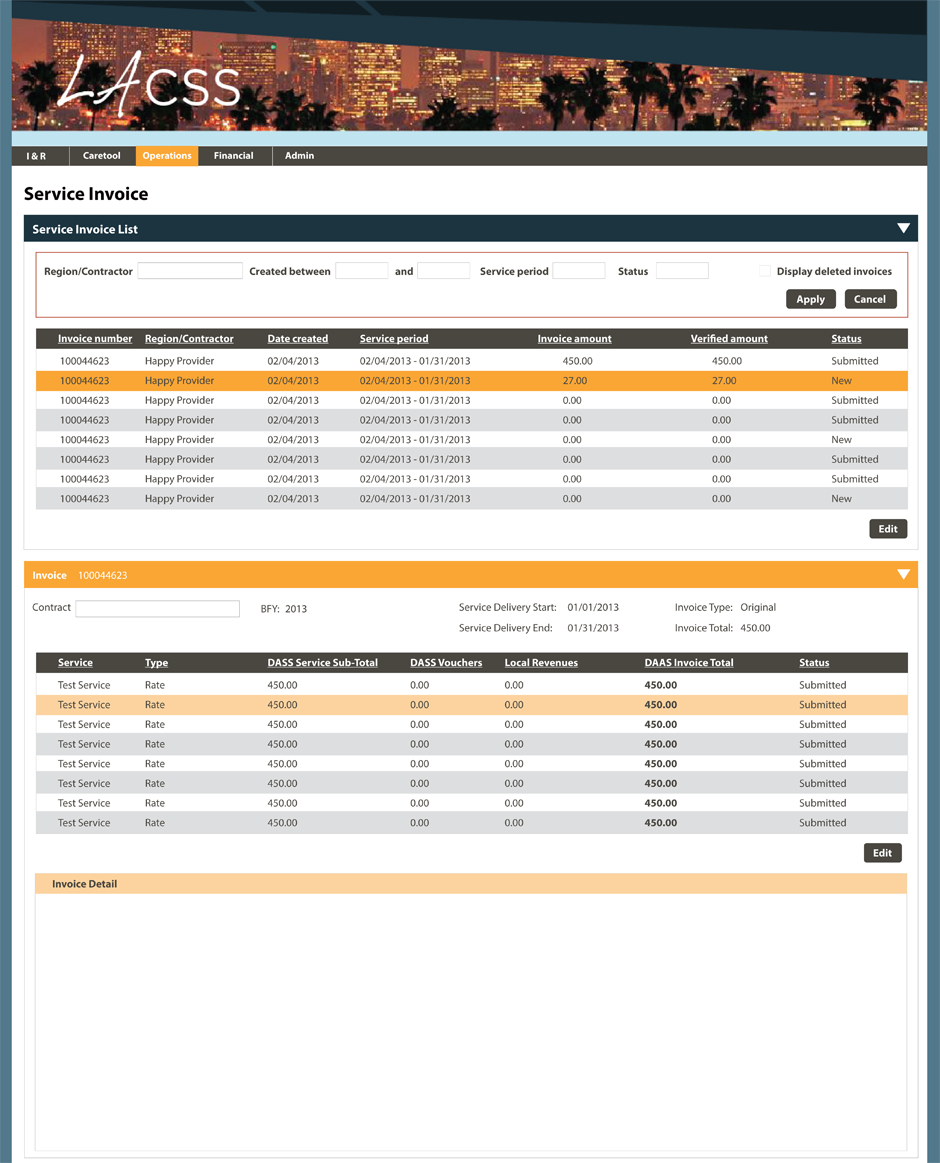 LACSS
I & R Caretool Operations Financial Admin
Service Invoice
Service Invoice List
Region/Contractor Created between and Service period Status Display deleted invoices
Apply Cancel
Invoice number Region/Contractor Date created Service period Invoice amount Verified amount Status
100044623 Happy Provider 02/04/2013 02/04/2013 - 01/31/2013 450.00 450.00 Submitted
100044623 Happy Provider 02/04/2013 02/04/2013 - 01/31/2013 27.00 27.00 New
100044623 Happy Provider 02/04/2013 02/04/2013 - 01/31/2013 0.00 0.00 Submitted
100044623 Happy Provider 02/04/2013 02/04/2013 - 01/31/2013 0.00 0.00 Submitted
100044623 Happy Provider 02/04/2013 02/04/2013 - 01/31/2013 0.00 0.00 New
100044623 Happy Provider 02/04/2013 02/04/2013 - 01/31/2013 0.00 0.00 Submitted
100044623 Happy Provider 02/04/2013 02/04/2013 - 01/31/2013 0.00 0.00 Submitted
100044623 Happy Provider 02/04/2013 02/04/2013 - 01/31/2013 0.00 0.00 New
Edit
Invoice 100044623
Contract BFY: 2013 Service Delivery Start: 01/01/2013 Invoice Type: Original
Service Delivery End: 01/31/2013 Invoice Total: 450.00
Service Type DASS Service Sub-Total DASS Vouchers Local Revenues DAAS Invoice Total Status
Test Service Rate 450.00 0.00 0.00 450.00 Submitted
Test Service Rate 450.00 0.00 0.00 450.00 Submitted
Test Service Rate 450.00 0.00 0.00 450.00 Submitted
Test Service Rate 450.00 0.00 0.00 450.00 Submitted
Test Service Rate 450.00 0.00 0.00 450.00 Submitted
Test Service Rate 450.00 0.00 0.00 450.00 Submitted
Test Service Rate 450.00 0.00 0.00 450.00 Submitted
Test Service Rate 450.00 0.00 0.00 450.00 Submitted
Edit
Invoice Detail